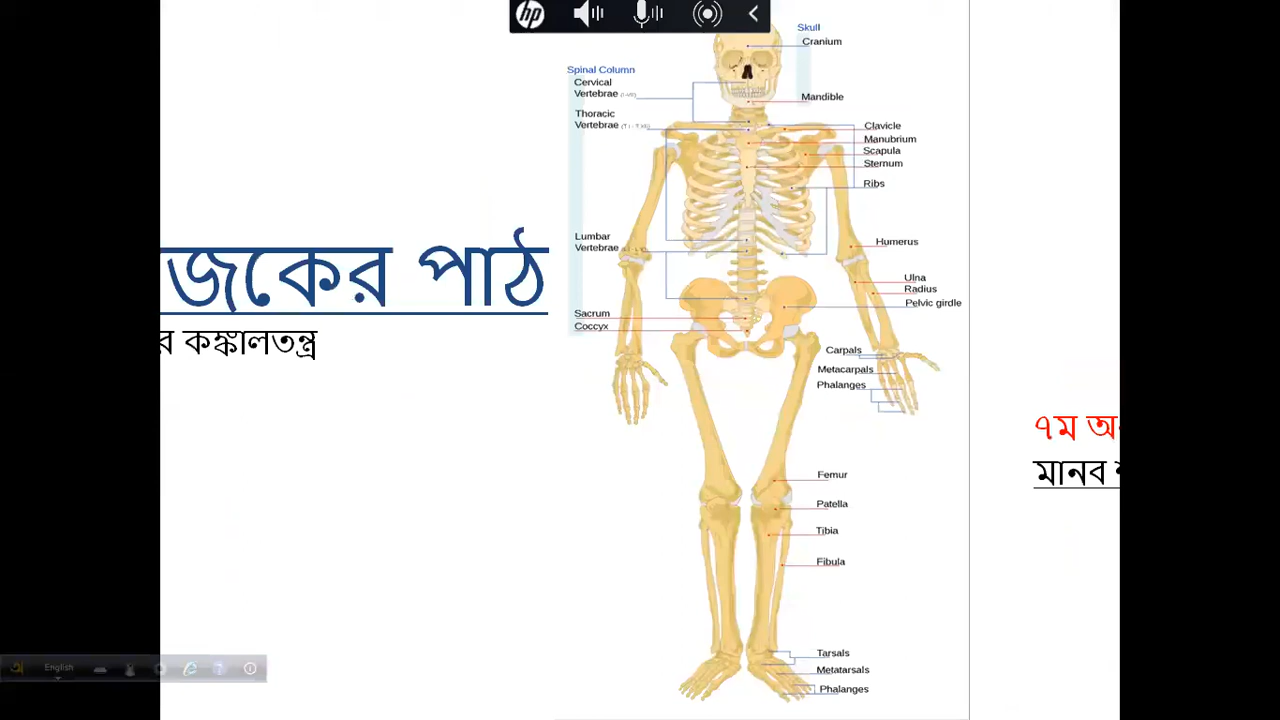 hp
Skull
Cranium
Spinal Column
Cervical
Vertebrae
Mandible
Thoracic
Vertebrae
Clavicle
Manubrium
Scapula
Sternum
Ribs
Lumbar
Vertebrae
Humerus
জকের পাঠ
Ulna
Radius
Pelvic girdle
Sacrum
Coccyx
র কঙ্কালতন্ত্র
Carpals
Metacarpals
Phalanges
৭ম
মানব
Femur
Patella
Tibia
Fibula
Tarsals
English
Metatarsals
Phalanges